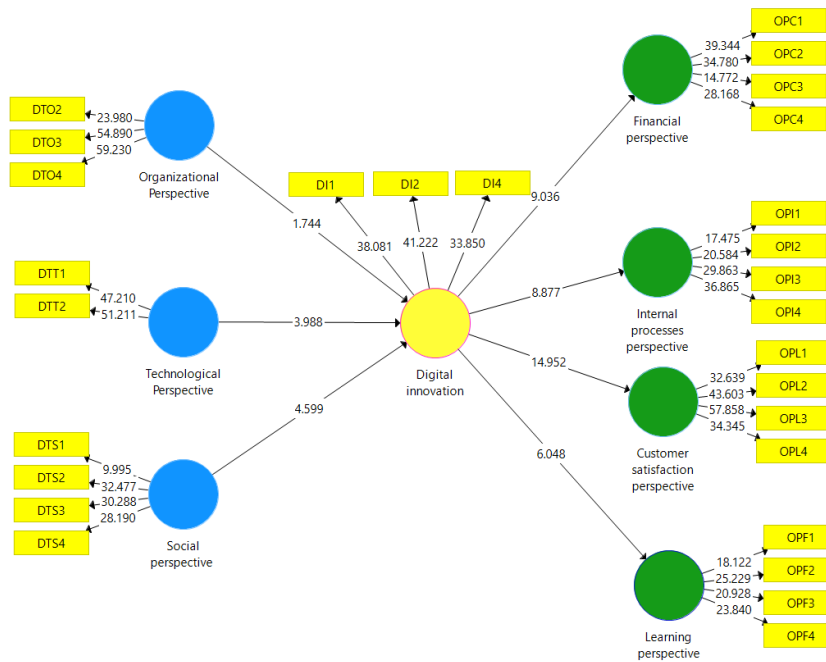 DTO2
DTO3
DTO4
23.980
54.890
59.230
Organizational
Perspective
1.744
DTT1
DTT2
47.210
51.211
Technological
Perspective
3.988
DTS1
DTS2
DTS3
DTS4
9.995
32.477
30.288
28.190
Social
perspective
4.599
DI1
DI2
DI4
38.081
41.222
33.850
Digital
innovation
9.036
8.877
14.952
6.048
Financial
perspective
39.344
34.780
14.772
28.168
OPC1
OPC2
OPC3
OPC4
Internal
processes
perspective
17.475
20.584
29.863
36.865
OPI1
OPI2
OPI3
OPI4
Customer
satisfaction
perspective
32.639
43.603
57.858
34.345
OPL1
OPL2
OPL3
OPL4
Learning
perspective
18.122
25.229
20.928
23.840
OPF1
OPF2
OPF3
OPF4